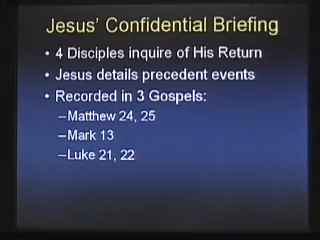 Jesus' Confidential Briefing
• 4 Disciples inquire of His Return
• Jesus details precedent events
• Recorded in 3 Gospels:
–Matthew 24, 25
–Mark 13
–Luke 21, 22